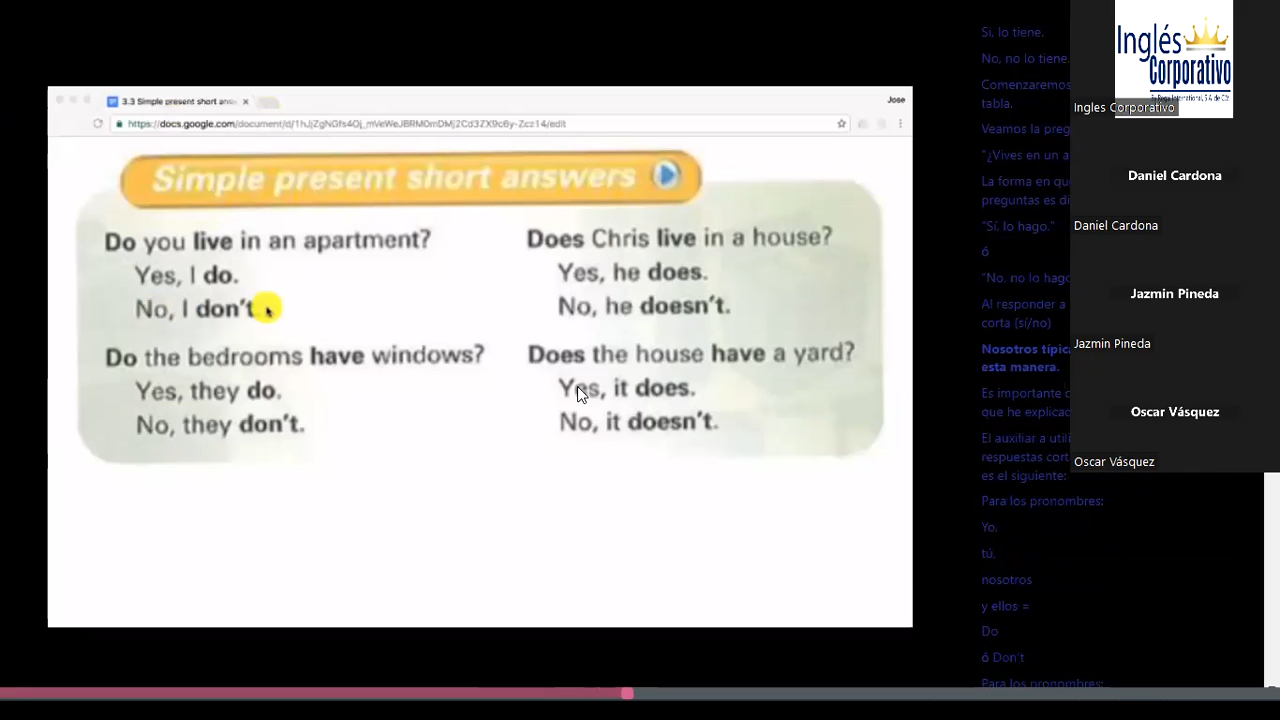 3.3 Simple present short ans
Jose
https://docs.google.com/document/d/
Simple present short answers
Do you live in an apartment?
Yes, I do.
No, I don't.
Do the bedrooms have windows?
Yes, they do.
No, they don't.
Does Chris live in a house?
Yes, he does.
No, he doesn't.
Does the house have a yard?
Yes, it does.
No, it doesn't.
Si, lo tiene.
No, no lo tiene.
Comenzaremos
tabla.
Veamos la preg
"¿Vives en un a
La forma en qu
preguntas es di
"Sí, lo hago."
ó
"No, no lo hago
Al responder a
corta (sí/no)
Nosotros típic
esta manera.
Es importante
que he explicad
El auxiliar a util
respuestas cort
es el siguiente:
Para los pronombres:
Yo,
tú,
nosotros
y ellos =
Do
ó Don't
Para los pronombres:
Inglés
Corporativo
Ingles Corporativo
Daniel Cardona
Daniel Cardona
Jazmin Pineda
Jazmin Pineda
Oscar Vásquez
Oscar Vásquez